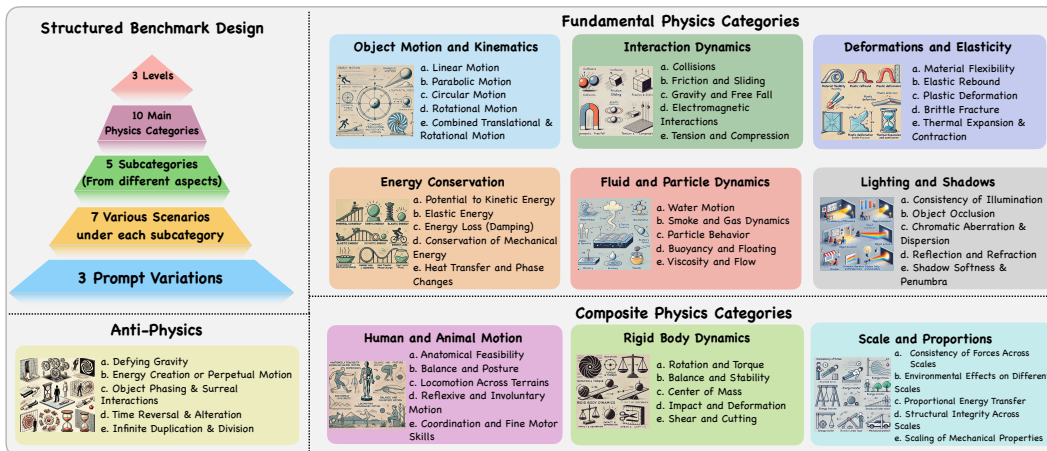 Structured Benchmark Design
3 Levels
10 Main
Physics Categories
5 Subcategories
(From different aspects)
7 Various Scenarios
under each subcategory
3 Prompt Variations
Anti-Physics
a. Defying Gravity
b. Energy Creation or Perpetual Motion
c. Object Phasing & Surreal
Interactions
d. Time Reversal & Alteration
e. Infinite Duplication & Division
Fundamental Physics Categories
Object Motion and Kinematics
a. Linear Motion
b. Parabolic Motion
c. Circular Motion
d. Rotational Motion
e. Combined Translational &
Rotational Motion
Interaction Dynamics
a. Collisions
b. Friction and Sliding
c. Gravity and Free Fall
d. Electromagnetic
Interactions
e. Tension and Compression
Deformations and Elasticity
a. Material Flexibility
b. Elastic Rebound
c. Plastic Deformation
d. Brittle Fracture
e. Thermal Expansion &
Contraction
Energy Conservation
a. Potential to Kinetic Energy
b. Elastic Energy
c. Energy Loss (Damping)
d. Conservation of Mechanical
Energy
e. Heat Transfer and Phase
Changes
Fluid and Particle Dynamics
a. Water Motion
b. Smoke and Gas Dynamics
c. Particle Behavior
d. Buoyancy and Floating
e. Viscosity and Flow
Lighting and Shadows
a. Consistency of Illumination
b. Object Occlusion
c. Chromatic Aberration &
Dispersion
d. Reflection and Refraction
e. Shadow Softness &
Penumbra
Composite Physics Categories
Human and Animal Motion
a. Anatomical Feasibility
b. Balance and Posture
c. Locomotion Across Terrains
d. Reflexive and Involuntary
Motion
e. Coordination and Fine Motor
Skills
Rigid Body Dynamics
a. Rotation and Torque
b. Balance and Stability
c. Center of Mass
d. Impact and Deformation
e. Shear and Cutting
Scale and Proportions
a. Consistency of Forces Across
Scales
b. Environmental Effects on Different
Scales
c. Proportional Energy Transfer
d. Structural Integrity Across
Scales
e. Scaling of Mechanical Properties